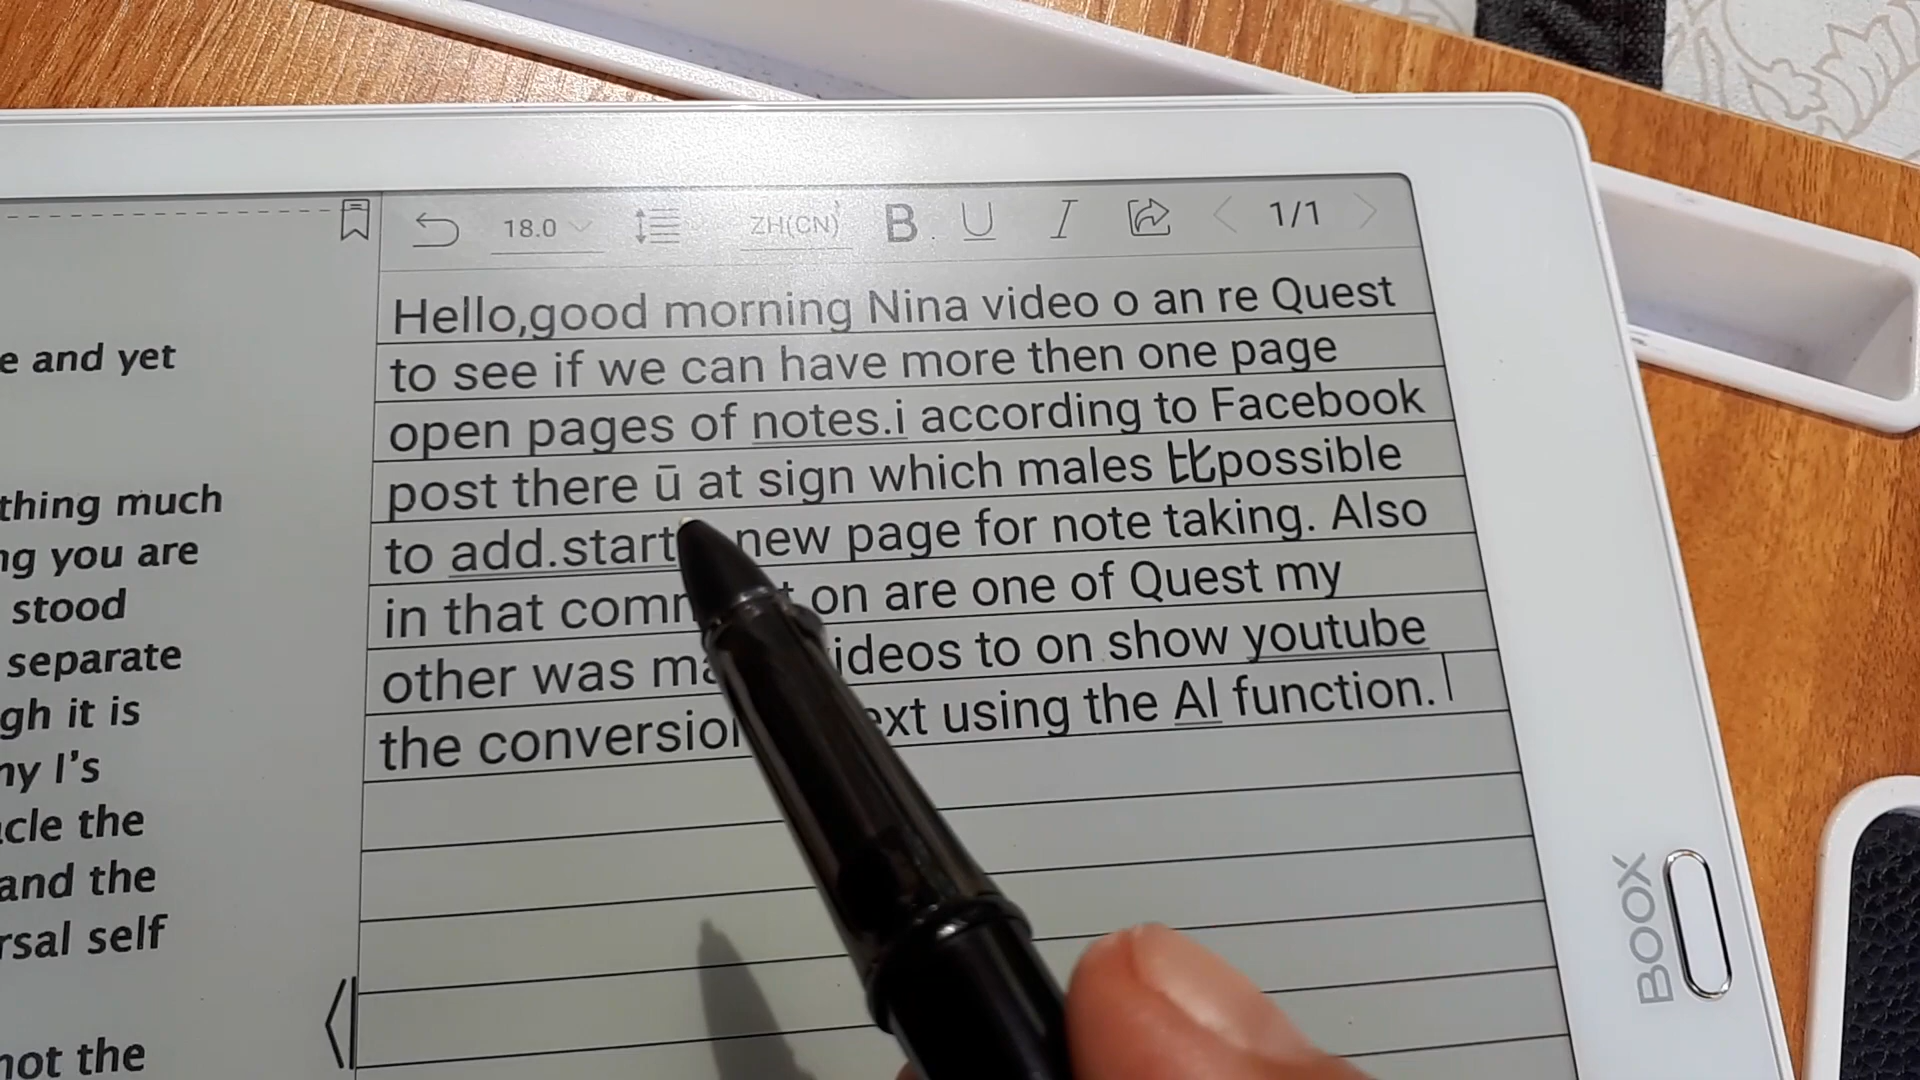 e and yet
thing much
ng you are
stood
separate
gh it is
ny I's
cle the
and the
rsal self
not the
18.0
ZH(CN)
B U I
1/1
Hello,good morning Nina video o an re Quest
to see if we can have more then one page
open pages of notes.i according to Facebook
post there ū at sign which males 比possible
to add.start new page for note taking. Also
in that on are one of Quest my
other was ideos to on show youtube
the conversion ext using the AI function.
BOOX